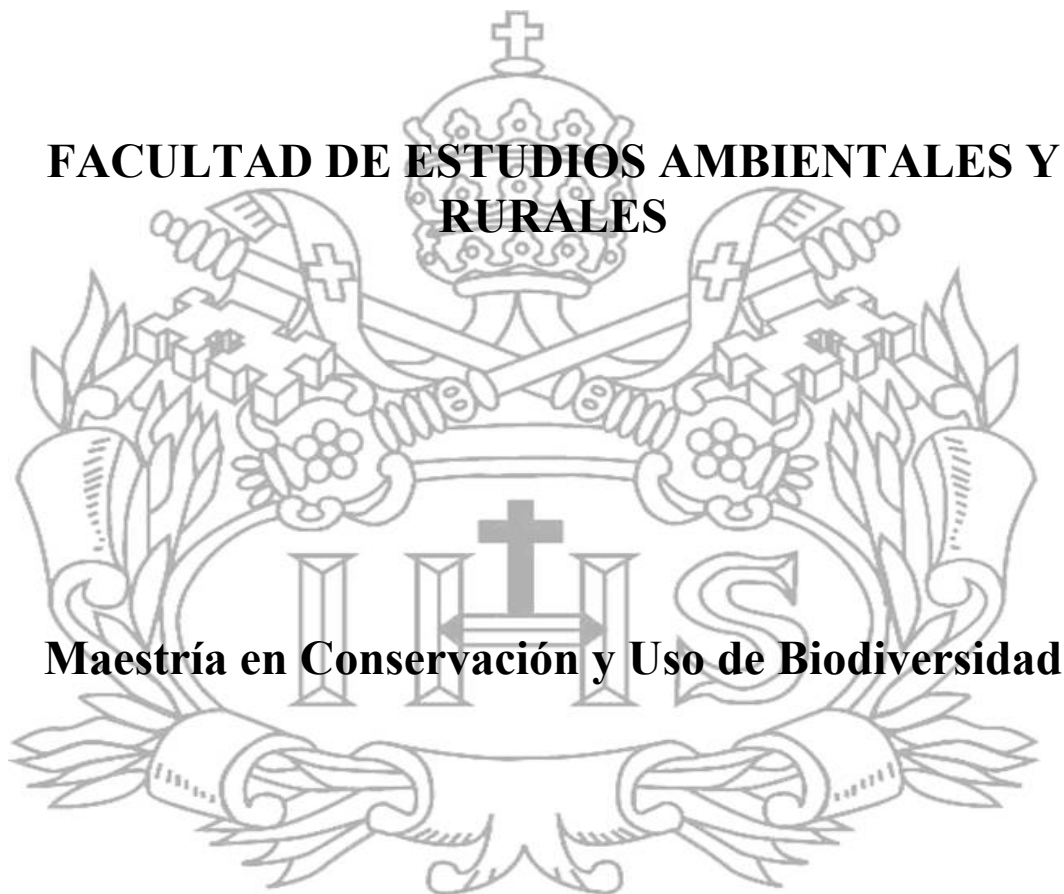 FACULTAD DE ESTUDIOS AMBIENTALES Y
RURALES
IHS
Maestría en Conservación y Uso de Biodiversidad